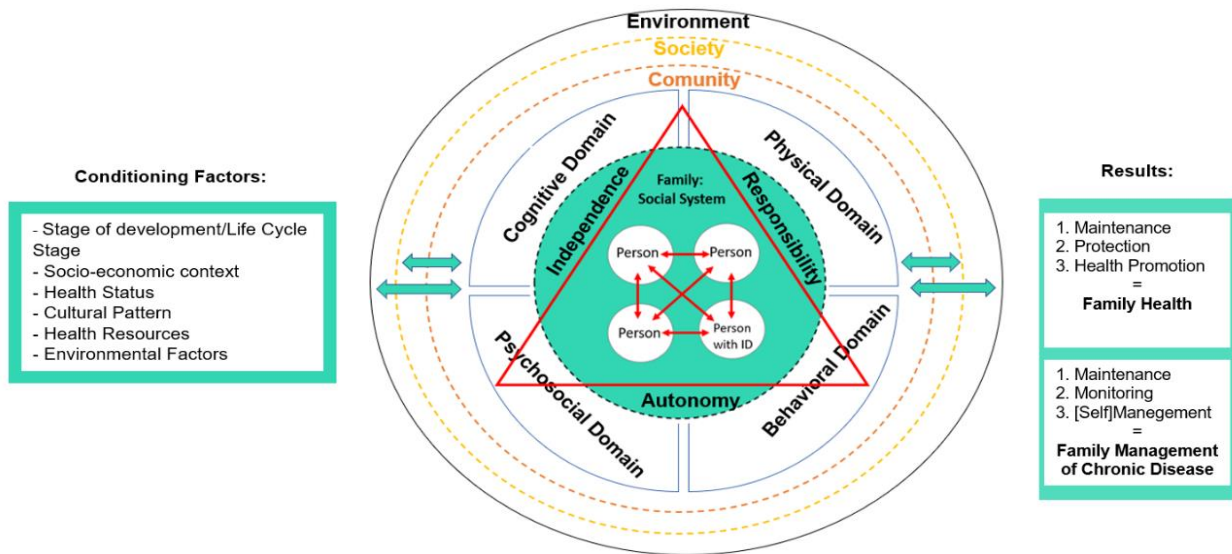 Environment
Society
Comunity
Conditioning Factors:
- Stage of development/Life Cycle
Stage
- Socio-economic context
- Health Status
- Cultural Pattern
- Health Resources
- Environmental Factors
Cognitive Domain
Physical Domain
Independence
Responsibility
Family:
Social System
Person
Person
Person
Person
with ID
Autonomy
Psychosocial Domain
Behavioral Domain
Results:
1. Maintenance
2. Protection
3. Health Promotion
=
Family Health
1. Maintenance
2. Monitoring
3. [Self]Manegement
=
Family Management
of Chronic Disease